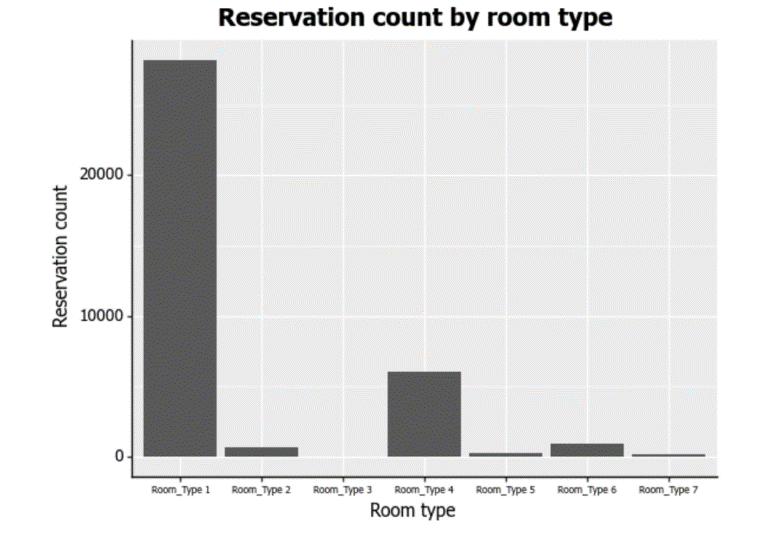 Reservation count by room type
Reservation count
20000
10000
0
Room_Type 1 Room_Type 2 Room_Type 3 Room_Type 4 Room_Type 5 Room_Type 6 Room_Type 7
Room type